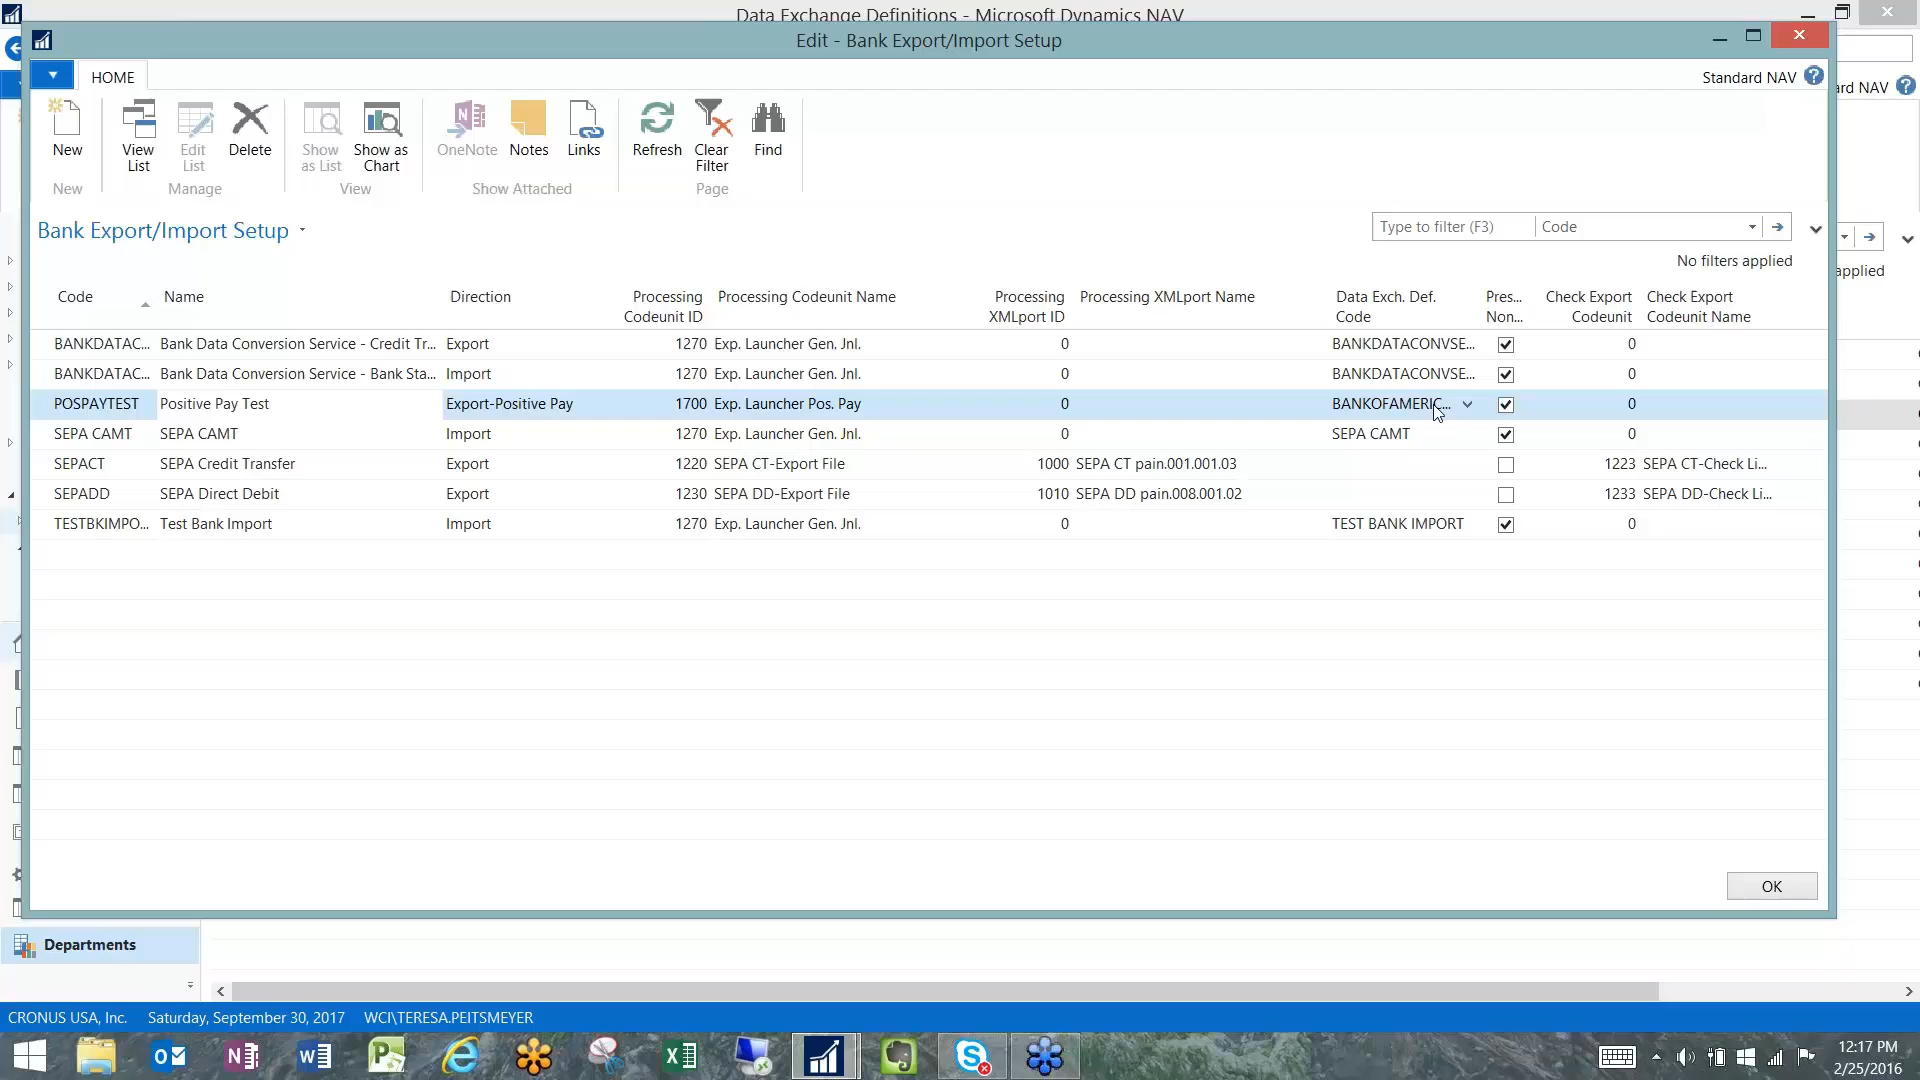 Data Exchange Definitions - Microsoft Dynamics NAV
Edit - Bank Export/Import Setup
HOME
Standard NAV
ard NAV
New
View List
Edit List
Delete
Show as List
Show as Chart
OneNote
Notes
Links
Refresh
Clear Filter
Find
New
Manage
View
Show Attached
Page
Bank Export/Import Setup
Type to filter (F3)
Code
No filters applied
applied
Code Name Direction Processing Codeunit ID Processing Codeunit Name Processing XMLport ID Processing XMLport Name Data Exch. Def. Code Pres... Non... Check Export Codeunit Check Export Codeunit Name
BANKDATAC... Bank Data Conversion Service - Credit Tr... Export 1270 Exp. Launcher Gen. Jnl. 0 BANKDATACONVSE... 0
BANKDATAC... Bank Data Conversion Service - Bank Sta... Import 1270 Exp. Launcher Gen. Jnl. 0 BANKDATACONVSE... 0
POSPAYTEST Positive Pay Test Export-Positive Pay 1700 Exp. Launcher Pos. Pay 0 BANKOFAMERIC... 0
SEPA CAMT SEPA CAMT Import 1270 Exp. Launcher Gen. Jnl. 0 SEPA CAMT 0
SEPACT SEPA Credit Transfer Export 1220 SEPA CT-Export File 1000 SEPA CT pain.001.001.03 1223 SEPA CT-Check Li...
SEPADD SEPA Direct Debit Export 1230 SEPA DD-Export File 1010 SEPA DD pain.008.001.02 1233 SEPA DD-Check Li...
TESTBKIMPO... Test Bank Import Import 1270 Exp. Launcher Gen. Jnl. 0 TEST BANK IMPORT 0
OK
Departments
CRONUS USA, Inc. Saturday, September 30, 2017 WCI\TERESA.PEITSMEYER
12:17 PM
2/25/2016